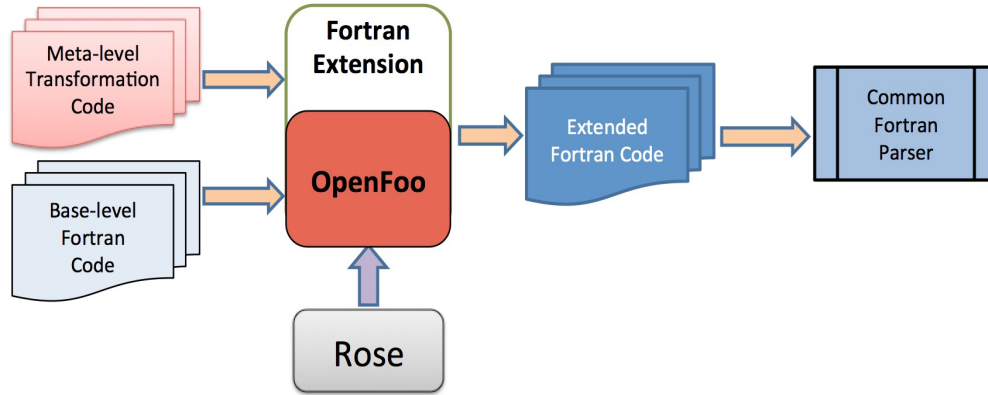 Meta-level
Transformation
Code
Fortran
Extension
OpenFoo
Base-level
Fortran
Code
Rose
Extended
Fortran Code
Common
Fortran
Parser